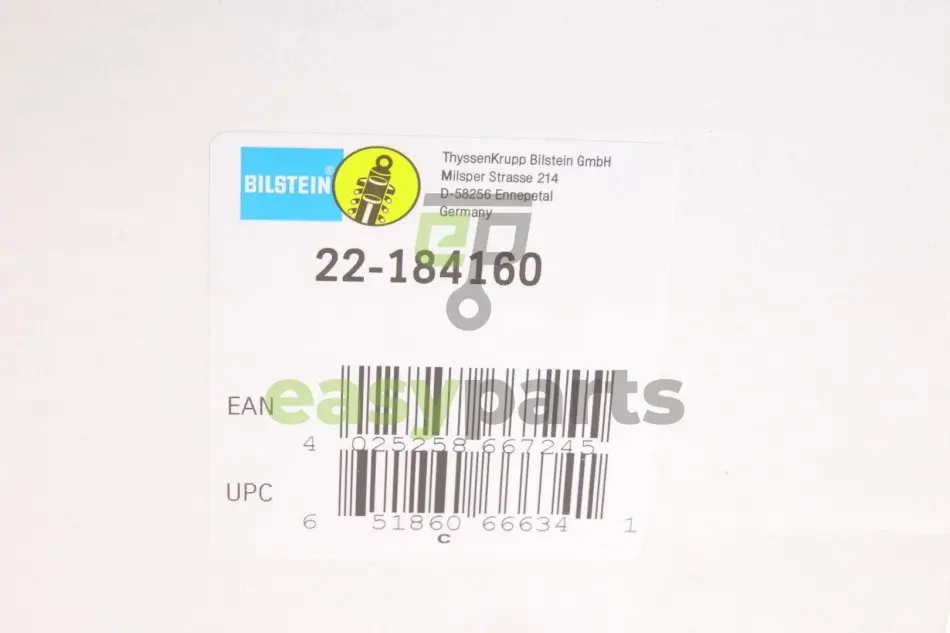 BILSTEIN®
ThyssenKrupp Bilstein GmbH
Milsper Strasse 214
D-58256 Ennepetal
Germany
ep
22-184160
EAN
easyparts
4 025258 667245
UPC
6 51860 66634 1
C